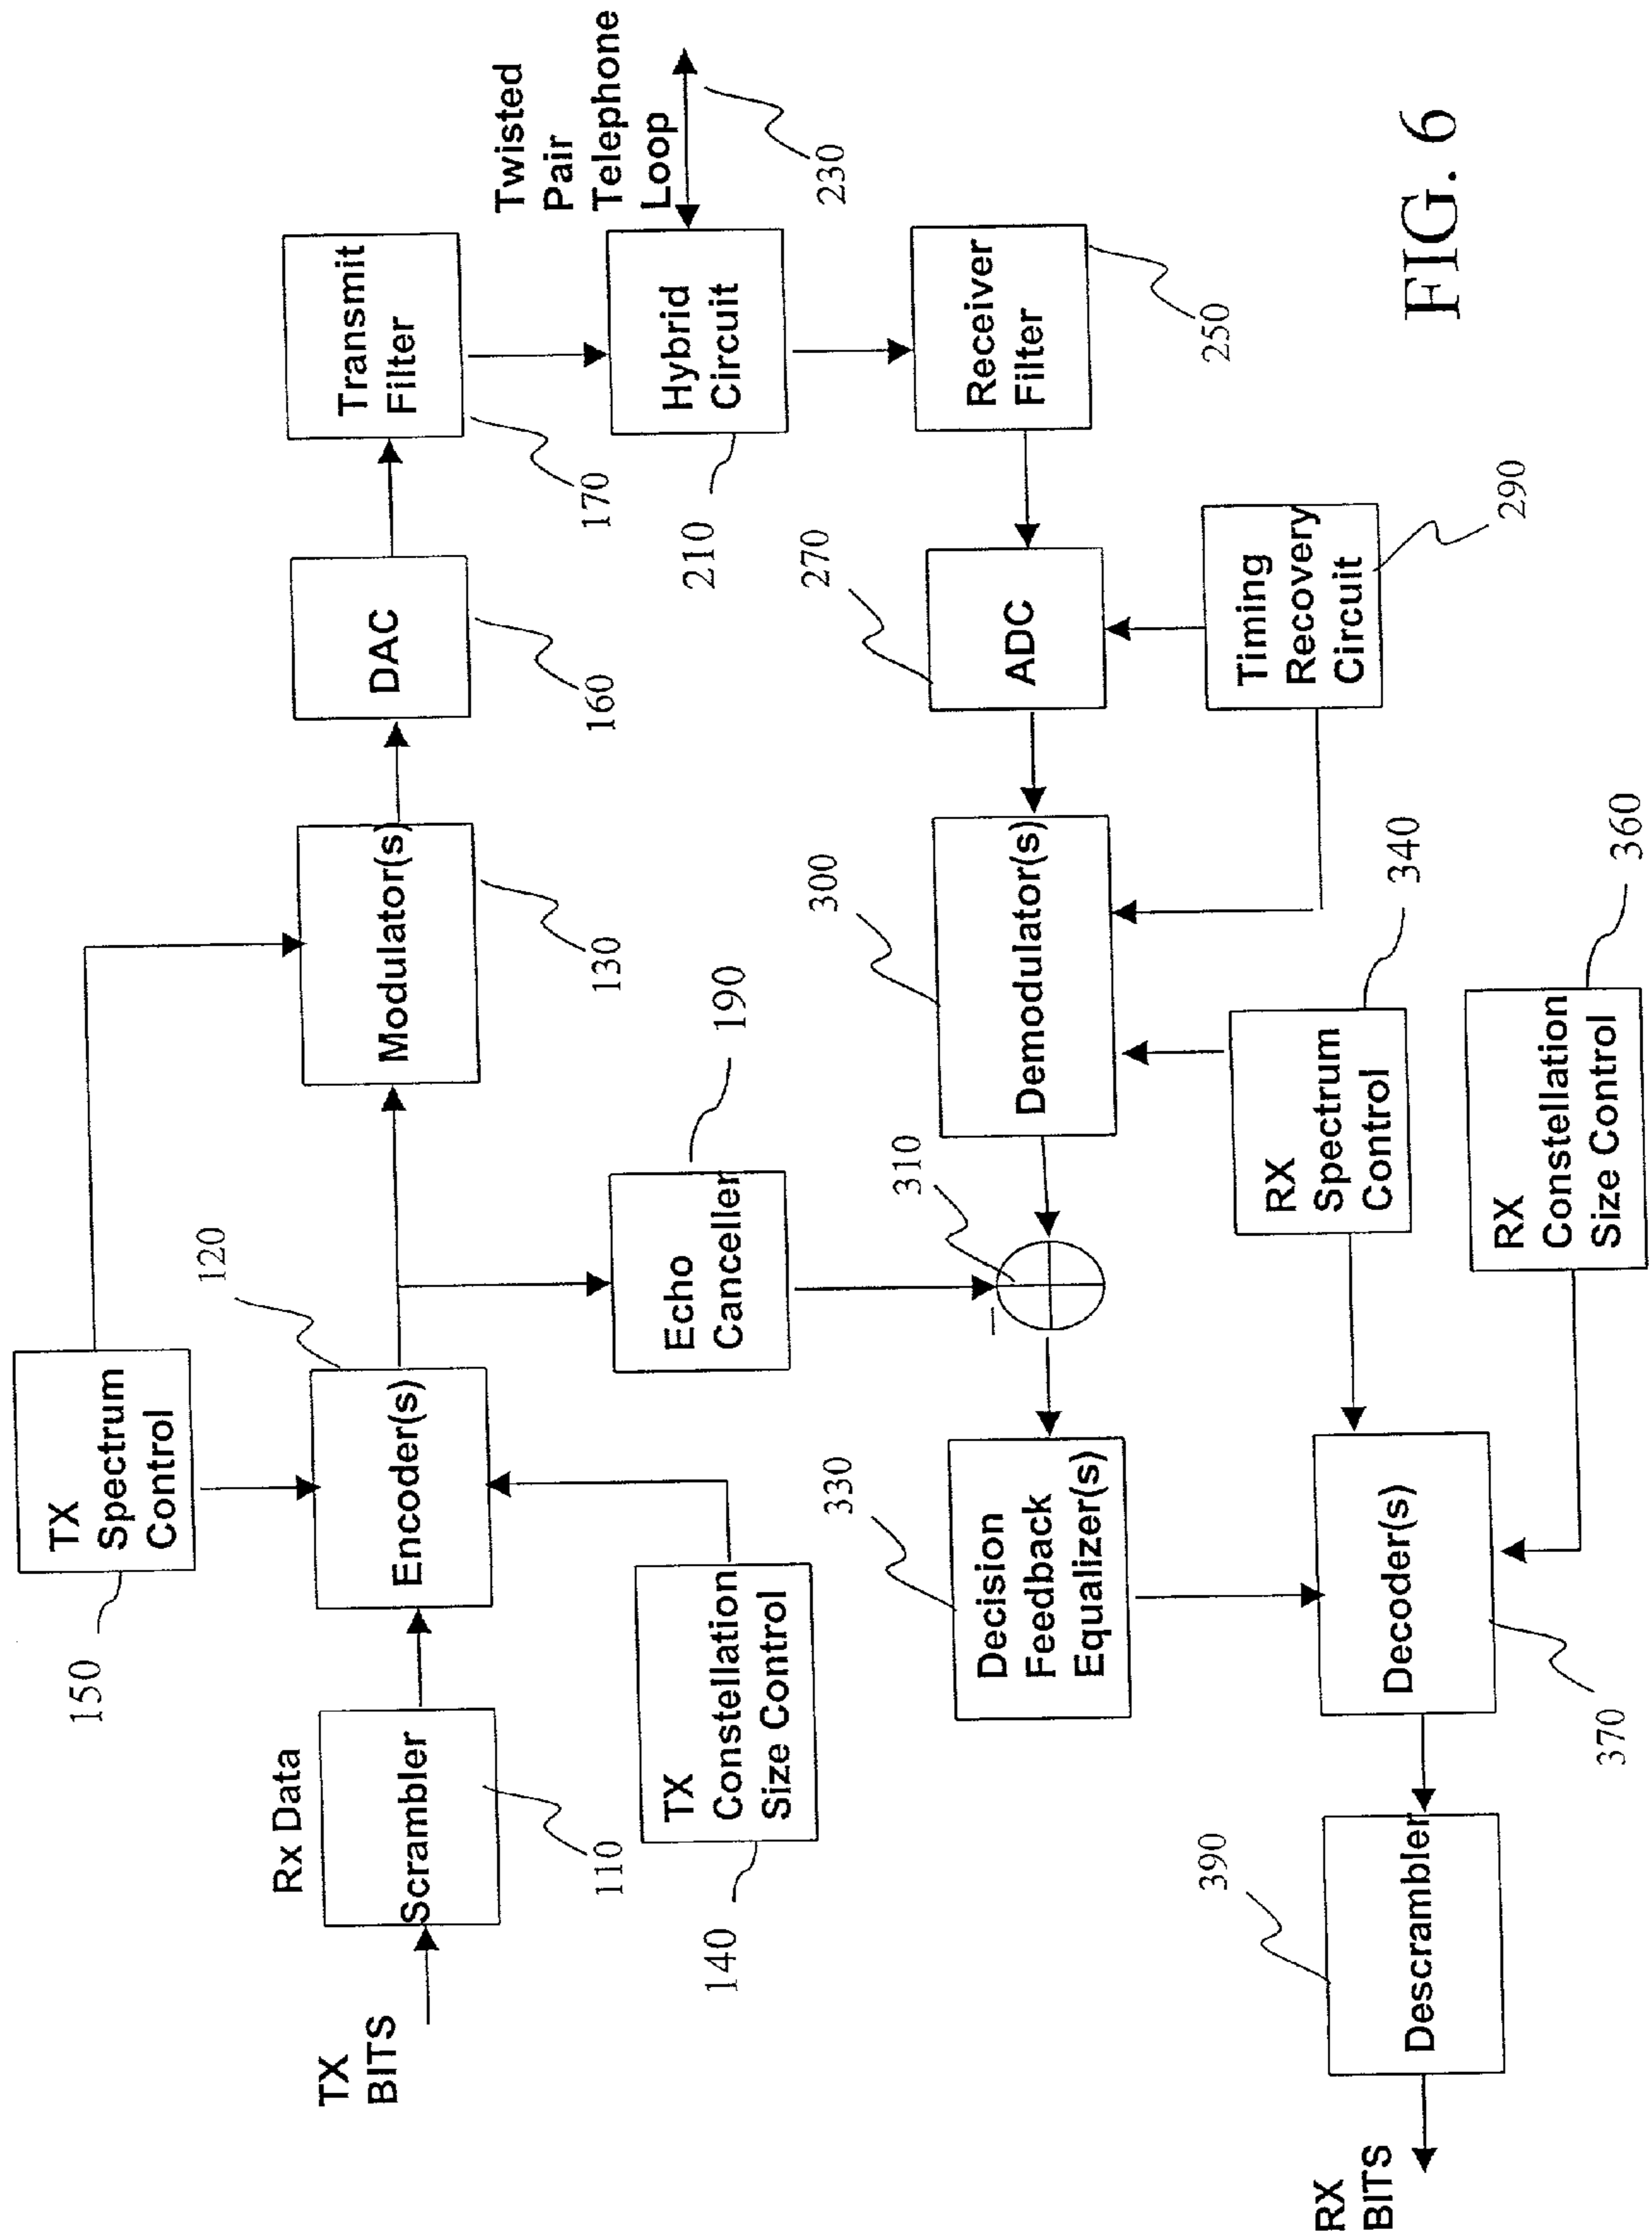 TX
Spectrum
Control
150
120
TX
BITS
Rx Data
Scrambler
110
Encoder(s)
Modulator(s)
130
DAC
160
Transmit
Filter
170
TX
Constellation
Size Control
140
Echo
Canceller
190
Hybrid
Circuit
210
Twisted
Pair
Telephone
Loop
230
Decision
Feedback
Equalizer(s)
330
310
–
Demodulator(s)
300
ADC
270
Receiver
Filter
250
RX
Spectrum
Control
340
Timing
Recovery
Circuit
290
RX
BITS
Descrambler
390
Decoder(s)
370
RX
Constellation
Size Control
360
FIG. 6